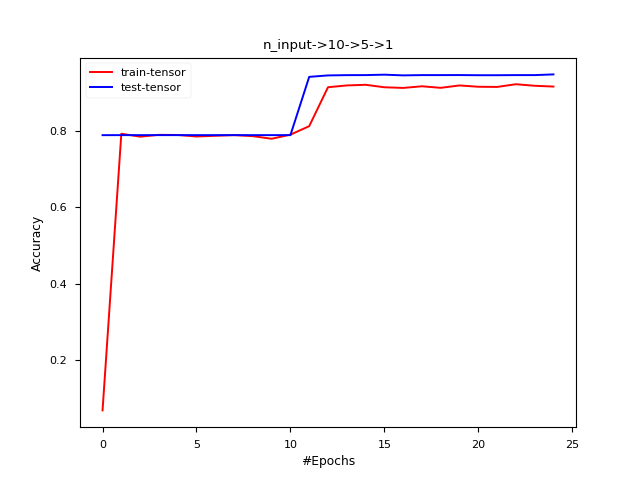 n_input->10->5->1
train-tensor
test-tensor
0.8
0.6
0.4
0.2
Accuracy
0 5 10 15 20 25
#Epochs